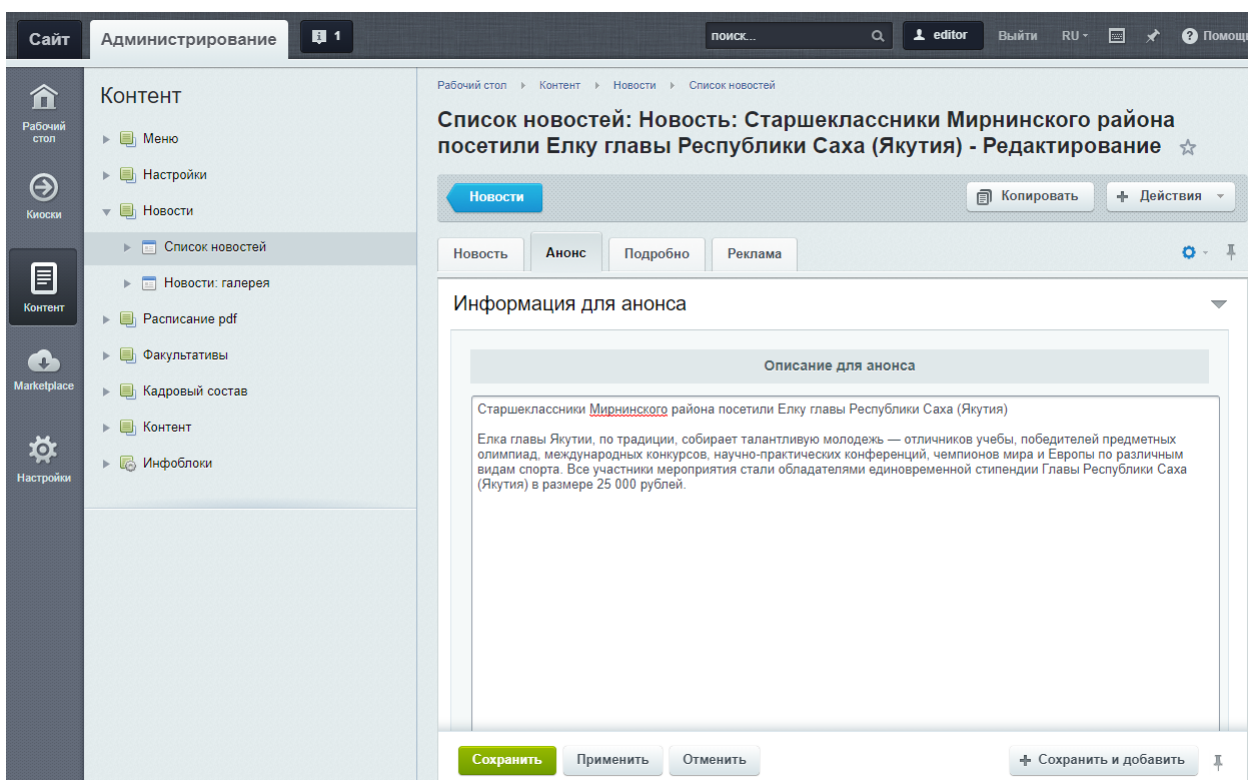 Сайт
Администрирование
1
поиск...
editor
Выйти
RU
Помощь
Рабочий
стол
Киоски
Контент
Marketplace
Настройки
Контент
Меню
Настройки
Новости
Список новостей
Новости: галерея
Расписание pdf
Факультативы
Кадровый состав
Контент
Инфоблоки
Рабочий стол Контент Новости Список новостей
Список новостей: Новость: Старшеклассники Мирнинского района
посетили Елку главы Республики Саха (Якутия) - Редактирование
Новости
Копировать
Действия
Новость
Анонс
Подробно
Реклама
Информация для анонса
Описание для анонса
Старшеклассники Мирнинского района посетили Елку главы Республики Саха (Якутия)
Елка главы Якутии, по традиции, собирает талантливую молодежь — отличников учебы, победителей предметных
олимпиад, международных конкурсов, научно-практических конференций, чемпионов мира и Европы по различным
видам спорта. Все участники мероприятия стали обладателями единовременной стипендии Главы Республики Саха
(Якутия) в размере 25 000 рублей.
Сохранить
Применить
Отменить
Сохранить и добавить